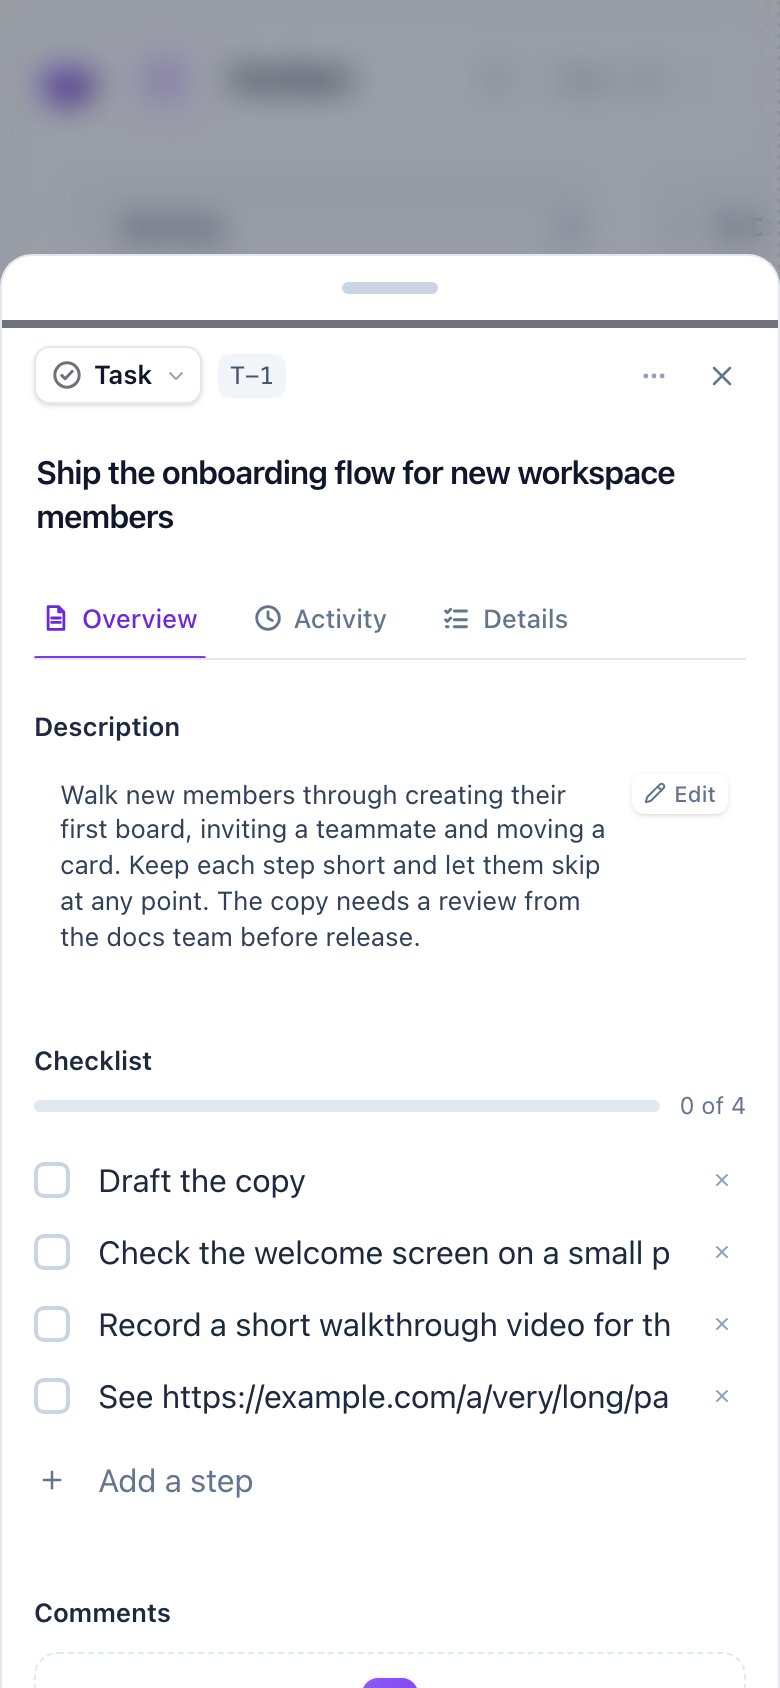 Task
T-1
Ship the onboarding flow for new workspace
members
Overview Activity Details
Description
Walk new members through creating their
first board, inviting a teammate and moving a
card. Keep each step short and let them skip
at any point. The copy needs a review from
the docs team before release.
Edit
Checklist
0 of 4
Draft the copy
Check the welcome screen on a small p
Record a short walkthrough video for th
See https://example.com/a/very/long/pa
Add a step
Comments